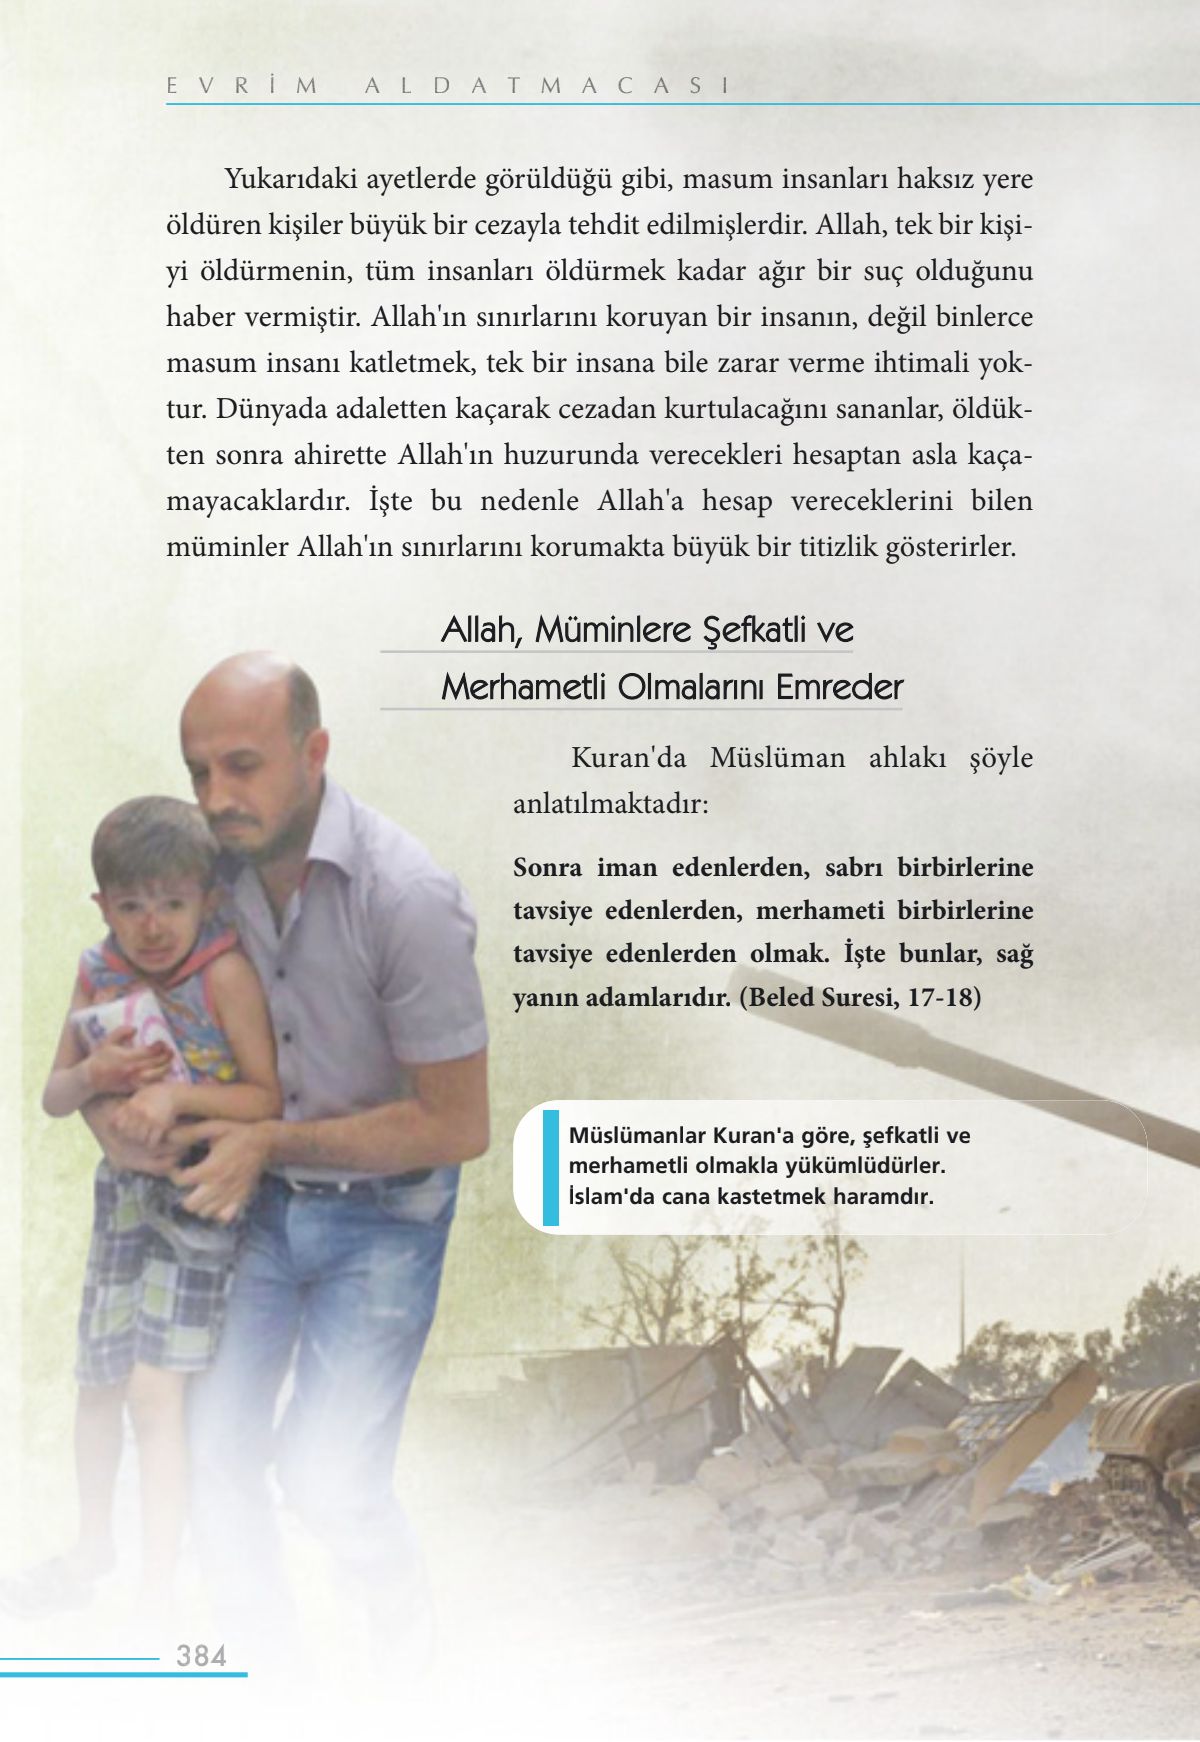 EVRİM ALDATMACASI
Yukarıdaki ayetlerde görüldüğü gibi, masum insanları haksız yere
öldüren kişiler büyük bir cezayla tehdit edilmişlerdir. Allah, tek bir kişi-
yi öldürmenin, tüm insanları öldürmek kadar ağır bir suç olduğunu
haber vermiştir. Allah'ın sınırlarını koruyan bir insanın, değil binlerce
masum insanı katletmek, tek bir insana bile zarar verme ihtimali yok-
tur. Dünyada adaletten kaçarak cezadan kurtulacağını sananlar, öldük-
ten sonra ahirette Allah'ın huzurunda verecekleri hesaptan asla kaça-
mayacaklardır. İşte bu nedenle Allah'a hesap vereceklerini bilen
müminler Allah'ın sınırlarını korumakta büyük bir titizlik gösterirler.
Allah, Müminlere Şefkatli ve
Merhametli Olmalarını Emreder
Kuran'da Müslüman ahlakı şöyle
anlatılmaktadır:
Sonra iman edenlerden, sabrı birbirlerine
tavsiye edenlerden, merhameti birbirlerine
tavsiye edenlerden olmak. İşte bunlar, sağ
yanın adamlarıdır. (Beled Suresi, 17-18)
Müslümanlar Kuran'a göre, şefkatli ve
merhametli olmakla yükümlüdürler.
İslam'da cana kastetmek haramdır.
384